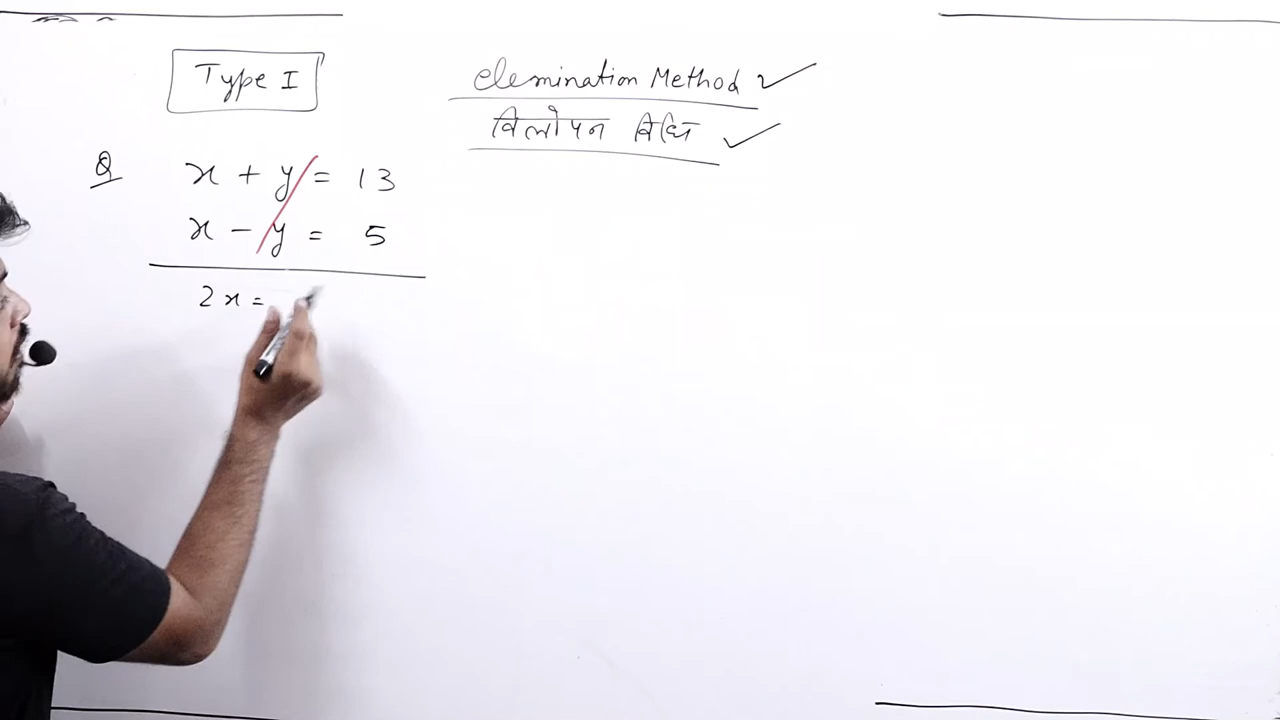 Type I
elemination Method ✓
विलोपन विधि ✓
Q x + y = 13
x - y = 5
2x =